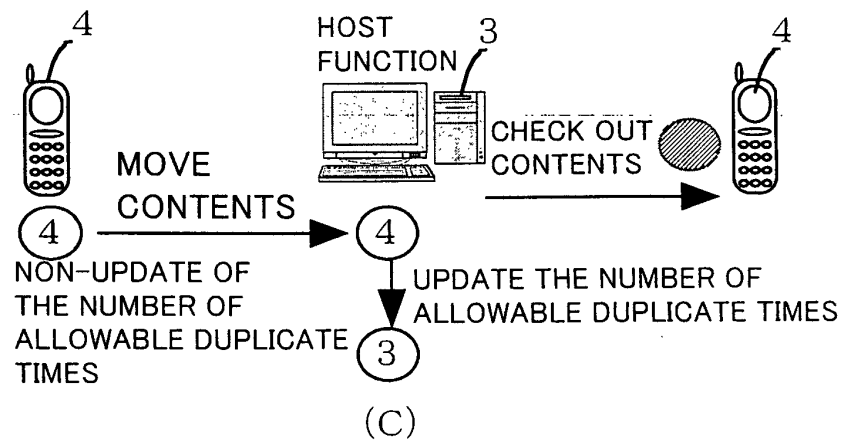 4
HOST
FUNCTION
3
4
CHECK OUT
CONTENTS
MOVE
CONTENTS
4
4
NON-UPDATE OF
THE NUMBER OF
ALLOWABLE DUPLICATE
TIMES
UPDATE THE NUMBER OF
ALLOWABLE DUPLICATE TIMES
3
(C)